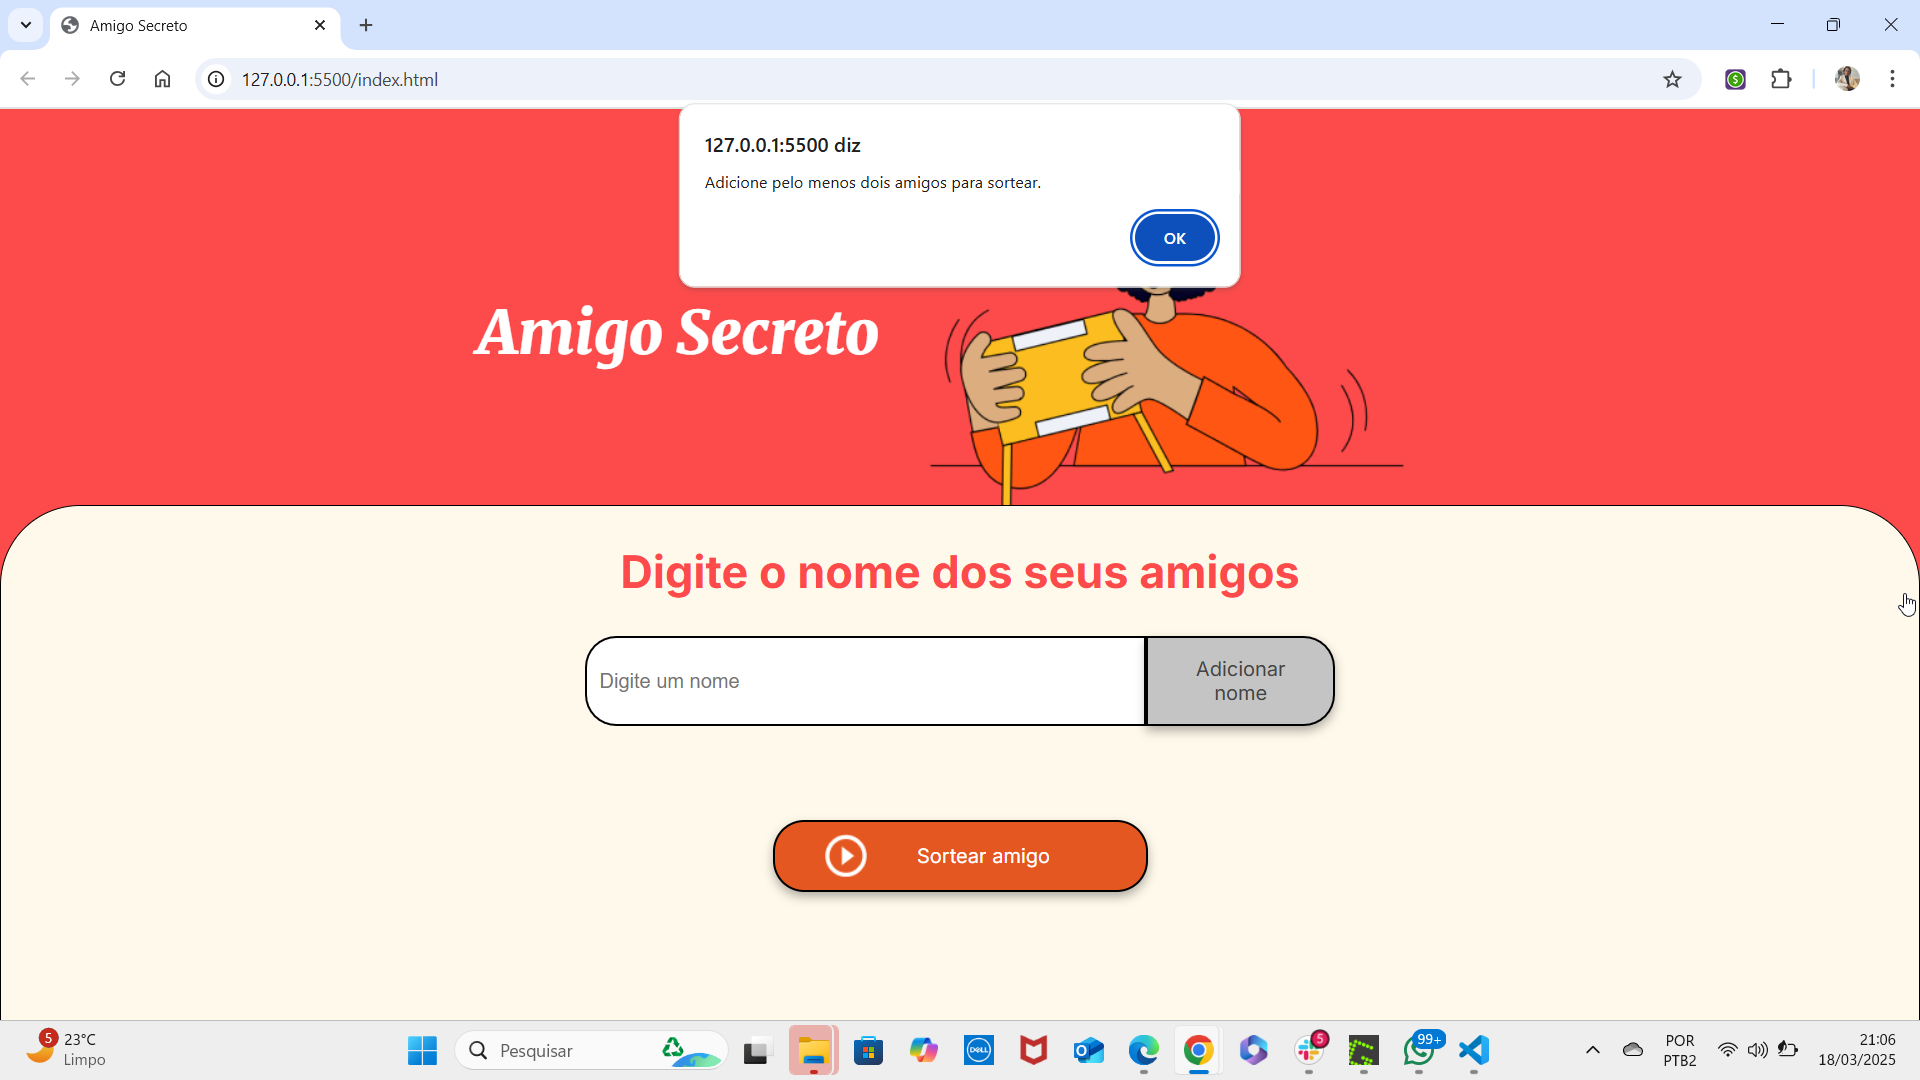 Amigo Secreto
127.0.0.1:5500/index.html
127.0.0.1:5500 diz
Adicione pelo menos dois amigos para sortear.
OK
Amigo Secreto
Digite o nome dos seus amigos
Digite um nome
Adicionar
nome
Sortear amigo
5
23°C
Limpo
Pesquisar
DELL
5
99+
POR
PTB2
21:06
18/03/2025